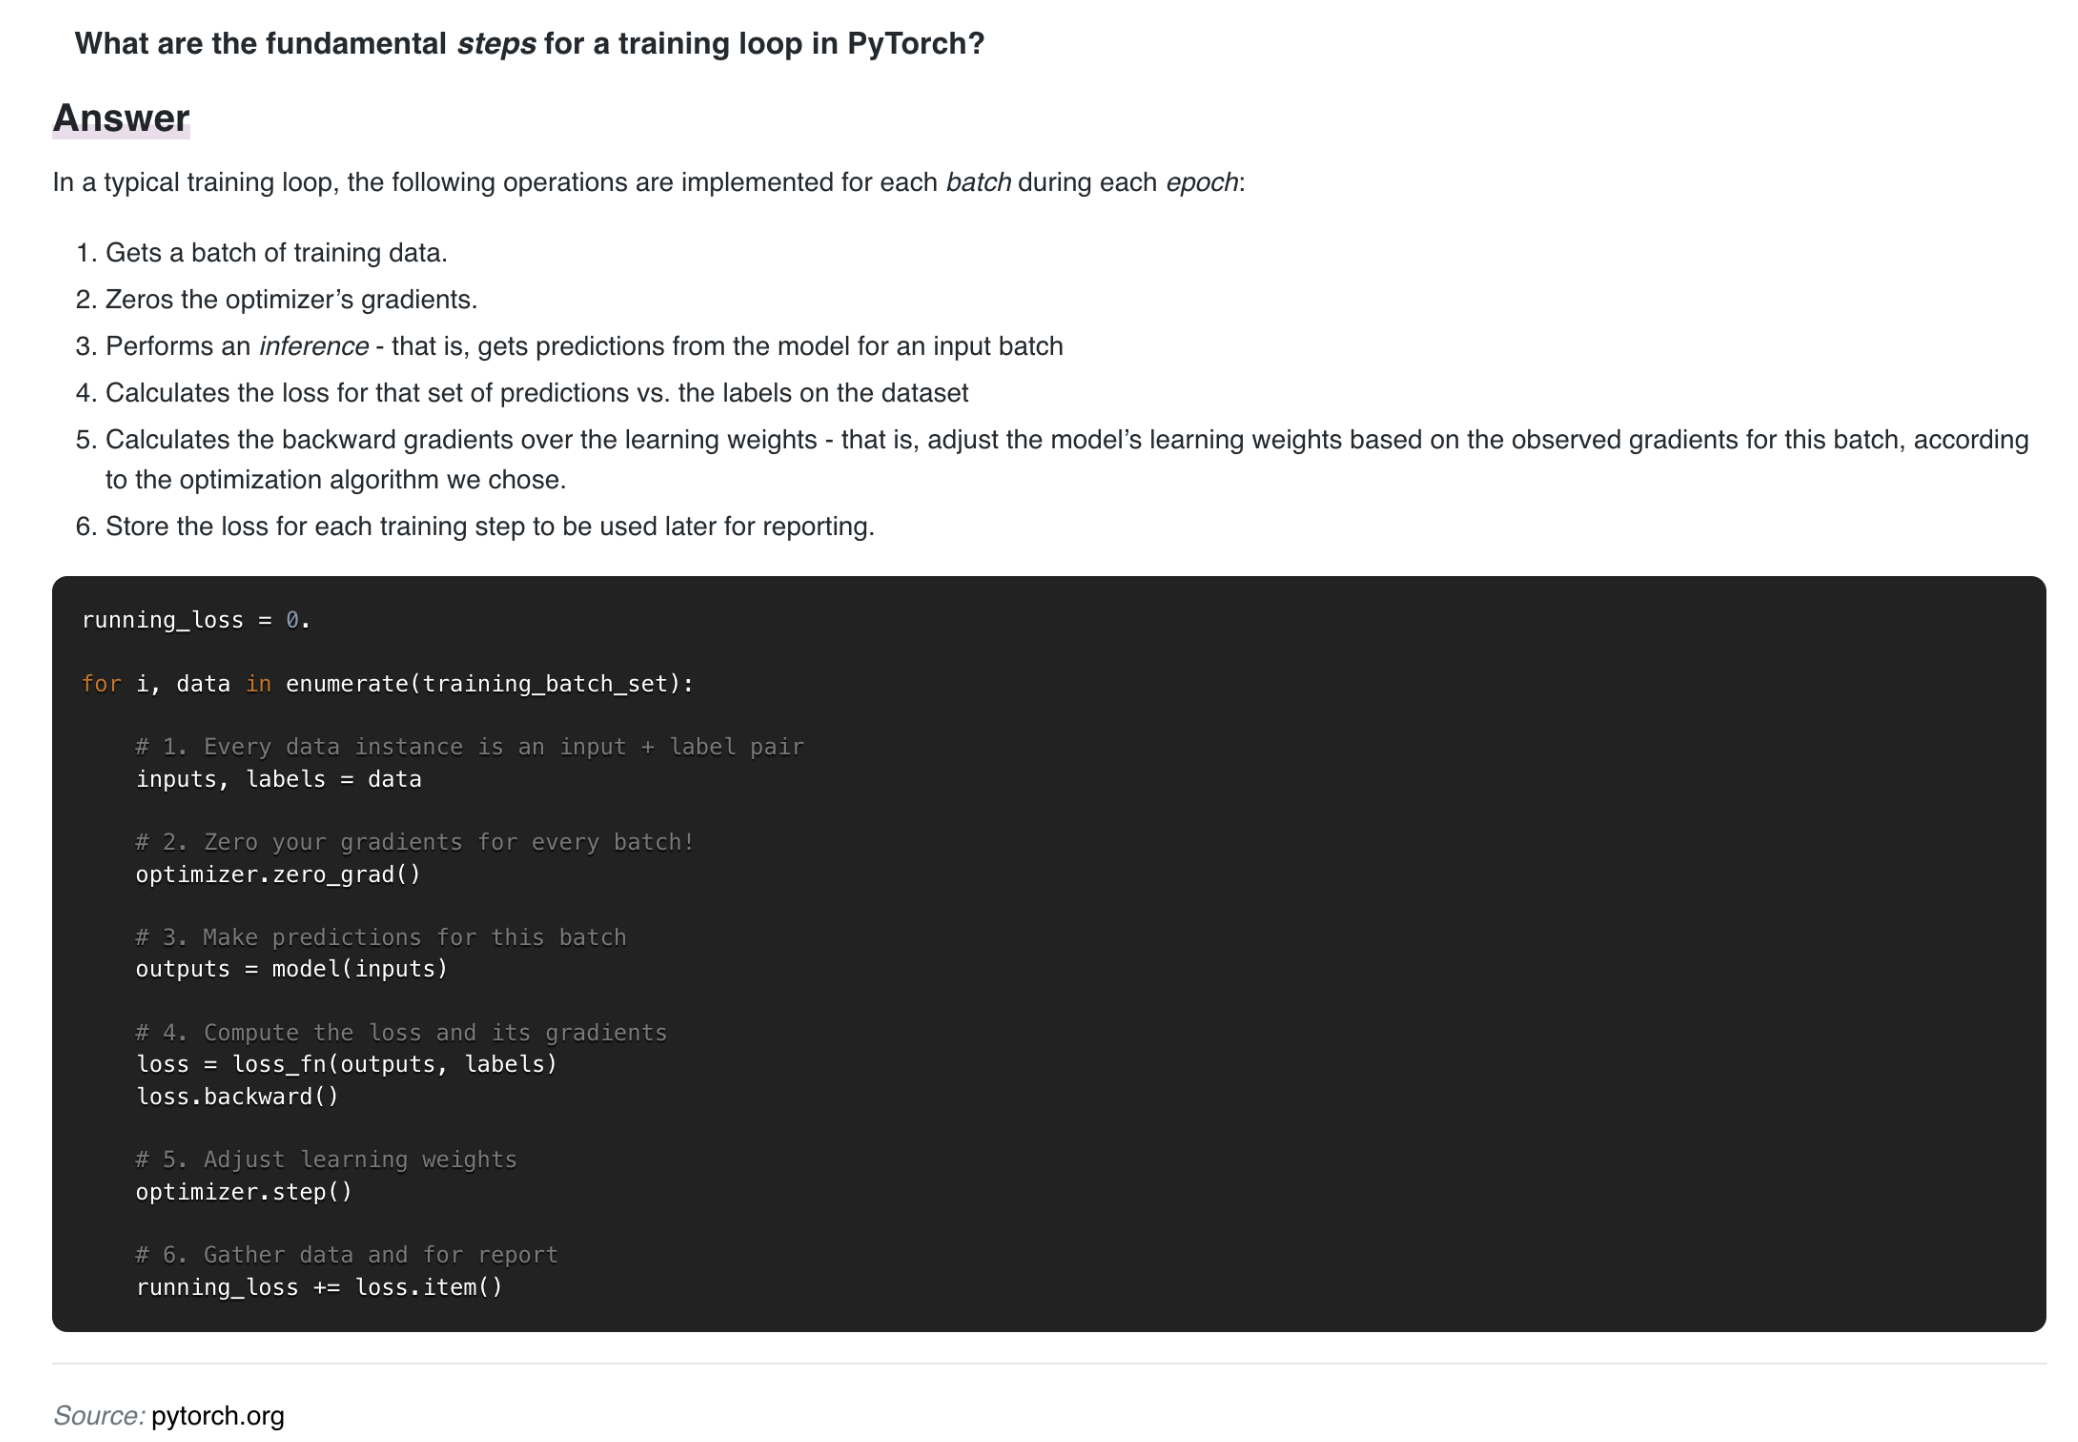 What are the fundamental steps for a training loop in PyTorch?
Answer
In a typical training loop, the following operations are implemented for each batch during each epoch:
1. Gets a batch of training data.
2. Zeros the optimizer’s gradients.
3. Performs an inference - that is, gets predictions from the model for an input batch
4. Calculates the loss for that set of predictions vs. the labels on the dataset
5. Calculates the backward gradients over the learning weights - that is, adjust the model’s learning weights based on the observed gradients for this batch, according
to the optimization algorithm we chose.
6. Store the loss for each training step to be used later for reporting.
running_loss = 0.
for i, data in enumerate(training_batch_set):
    # 1. Every data instance is an input + label pair
    inputs, labels = data
    # 2. Zero your gradients for every batch!
    optimizer.zero_grad()
    # 3. Make predictions for this batch
    outputs = model(inputs)
    # 4. Compute the loss and its gradients
    loss = loss_fn(outputs, labels)
    loss.backward()
    # 5. Adjust learning weights
    optimizer.step()
    # 6. Gather data and for report
    running_loss += loss.item()
Source: pytorch.org